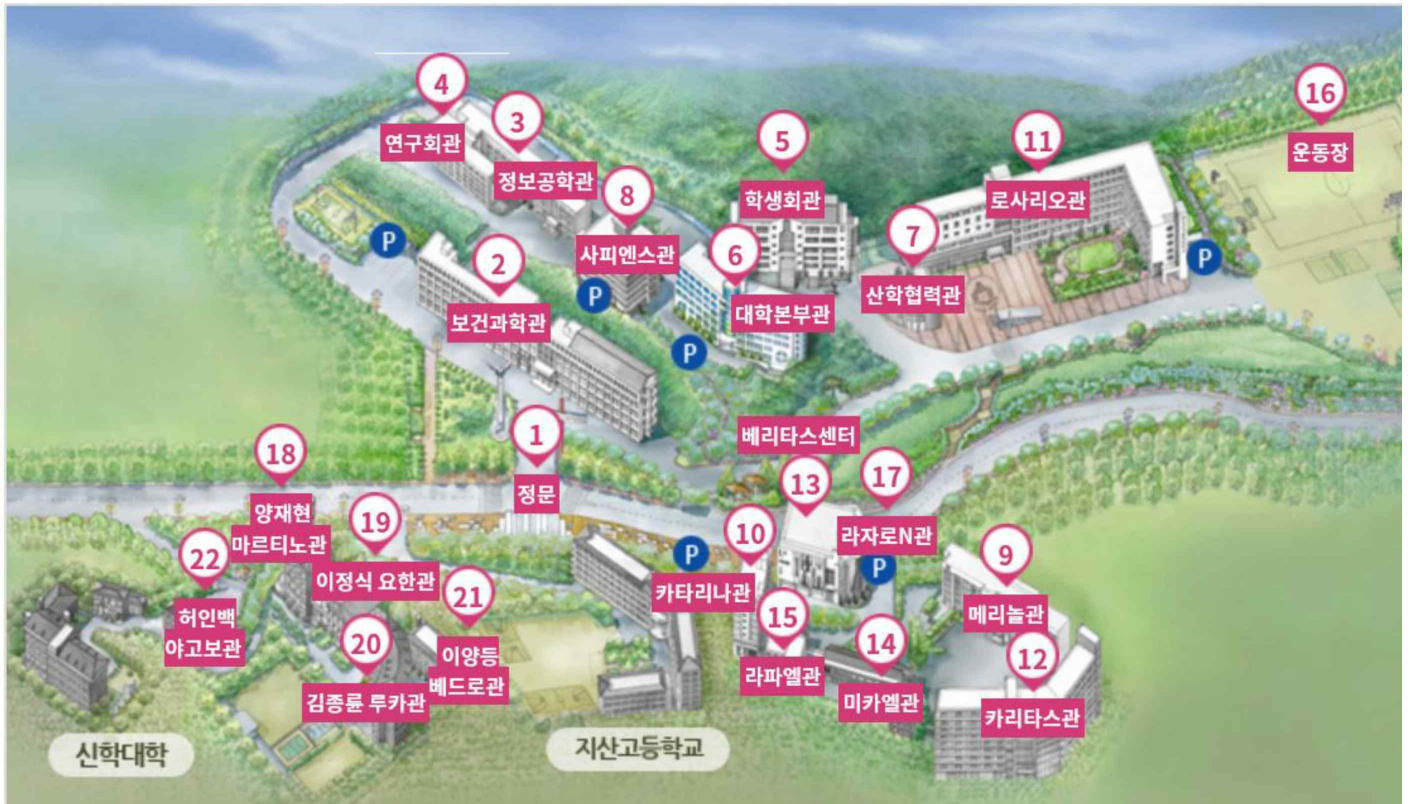 4
연구회관
3
정보공학관
5
학생회관
11
로사리오관
16
운동장
8
사피엔스관
7
산학협력관
6
대학본부관
2
보건과학관
P
P
P
P
1
정문
베리타스센터
13
17
라자로N관
18
양재현
마르티노관
19
이정식 요한관
22
허인백
야고보관
21
이양등
베드로관
20
김종륜 루카관
10
카타리나관
P
P
9
메리놀관
15
라파엘관
14
미카엘관
12
카리타스관
신학대학
지산고등학교